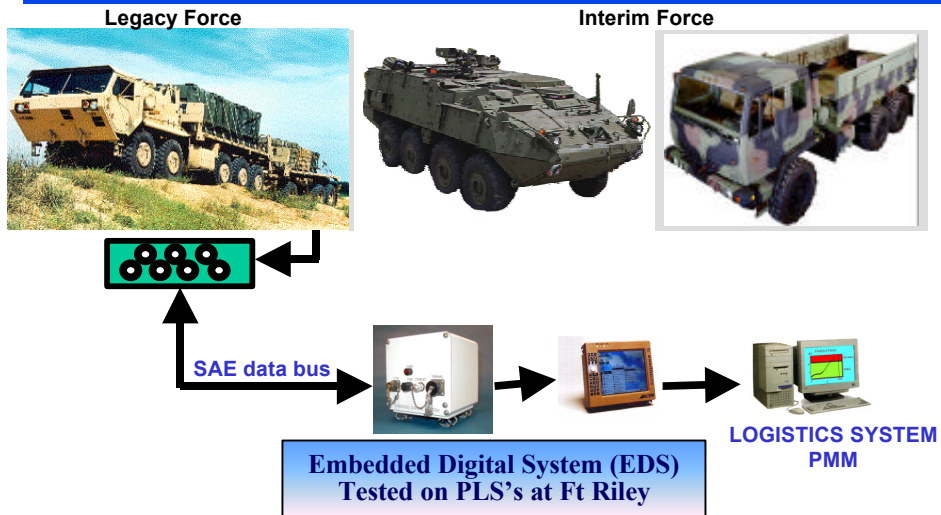 Legacy Force
Interim Force
SAE data bus
LOGISTICS SYSTEM
PMM
Embedded Digital System (EDS)
Tested on PLS's at Ft Riley